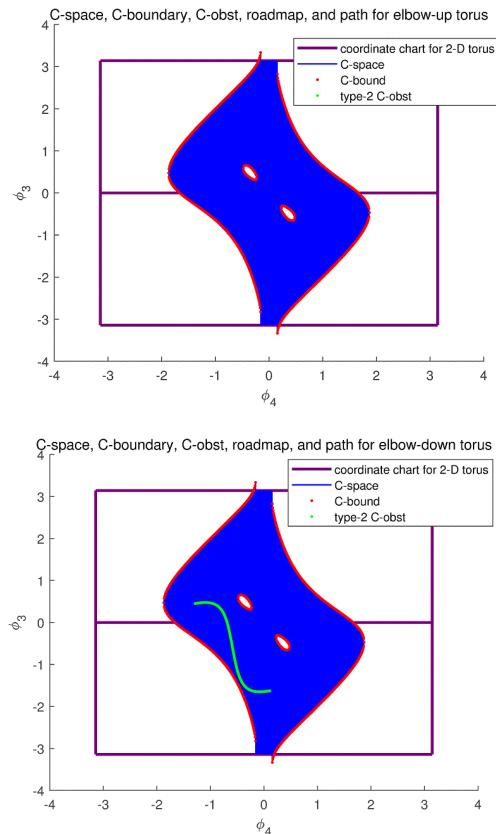 C-space, C-boundary, C-obst, roadmap, and path for elbow-up torus
4
3
2
1
0
-1
-2
-3
-4
ϕ3
coordinate chart for 2-D torus
C-space
C-bound
type-2 C-obst
-4 -3 -2 -1 0 1 2 3 4
ϕ4
C-space, C-boundary, C-obst, roadmap, and path for elbow-down torus
4
3
2
1
0
-1
-2
-3
-4
ϕ3
coordinate chart for 2-D torus
C-space
C-bound
type-2 C-obst
-4 -3 -2 -1 0 1 2 3 4
ϕ4